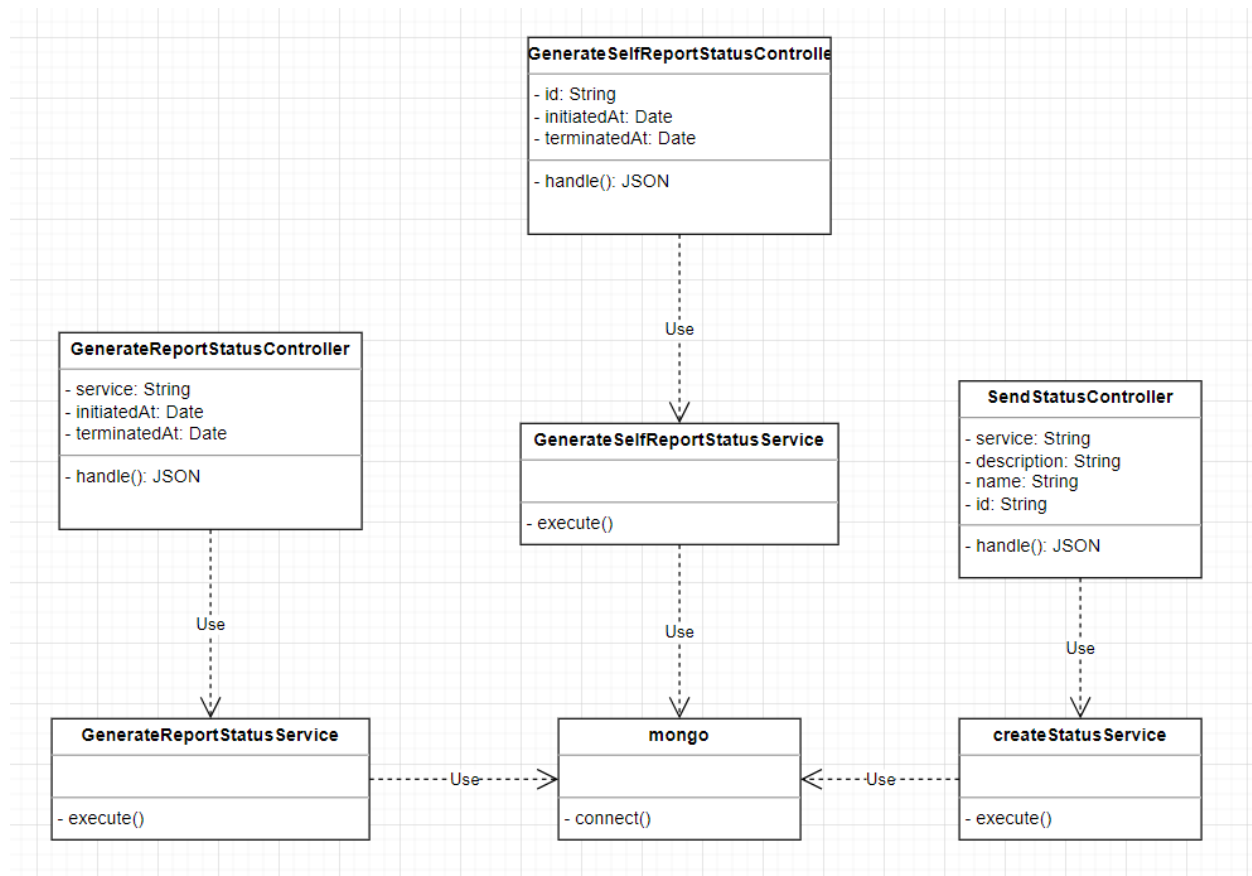 GenerateSelfReportStatusControlle
- id: String
- initiatedAt: Date
- terminatedAt: Date
- handle(): JSON
Use
GenerateReportStatusController
- service: String
- initiatedAt: Date
- terminatedAt: Date
- handle(): JSON
Use
GenerateSelfReportStatusService
- execute()
Use
SendStatusController
- service: String
- description: String
- name: String
- id: String
- handle(): JSON
Use
GenerateReportStatusService
- execute()
Use
mongo
- connect()
Use
createStatusService
- execute()